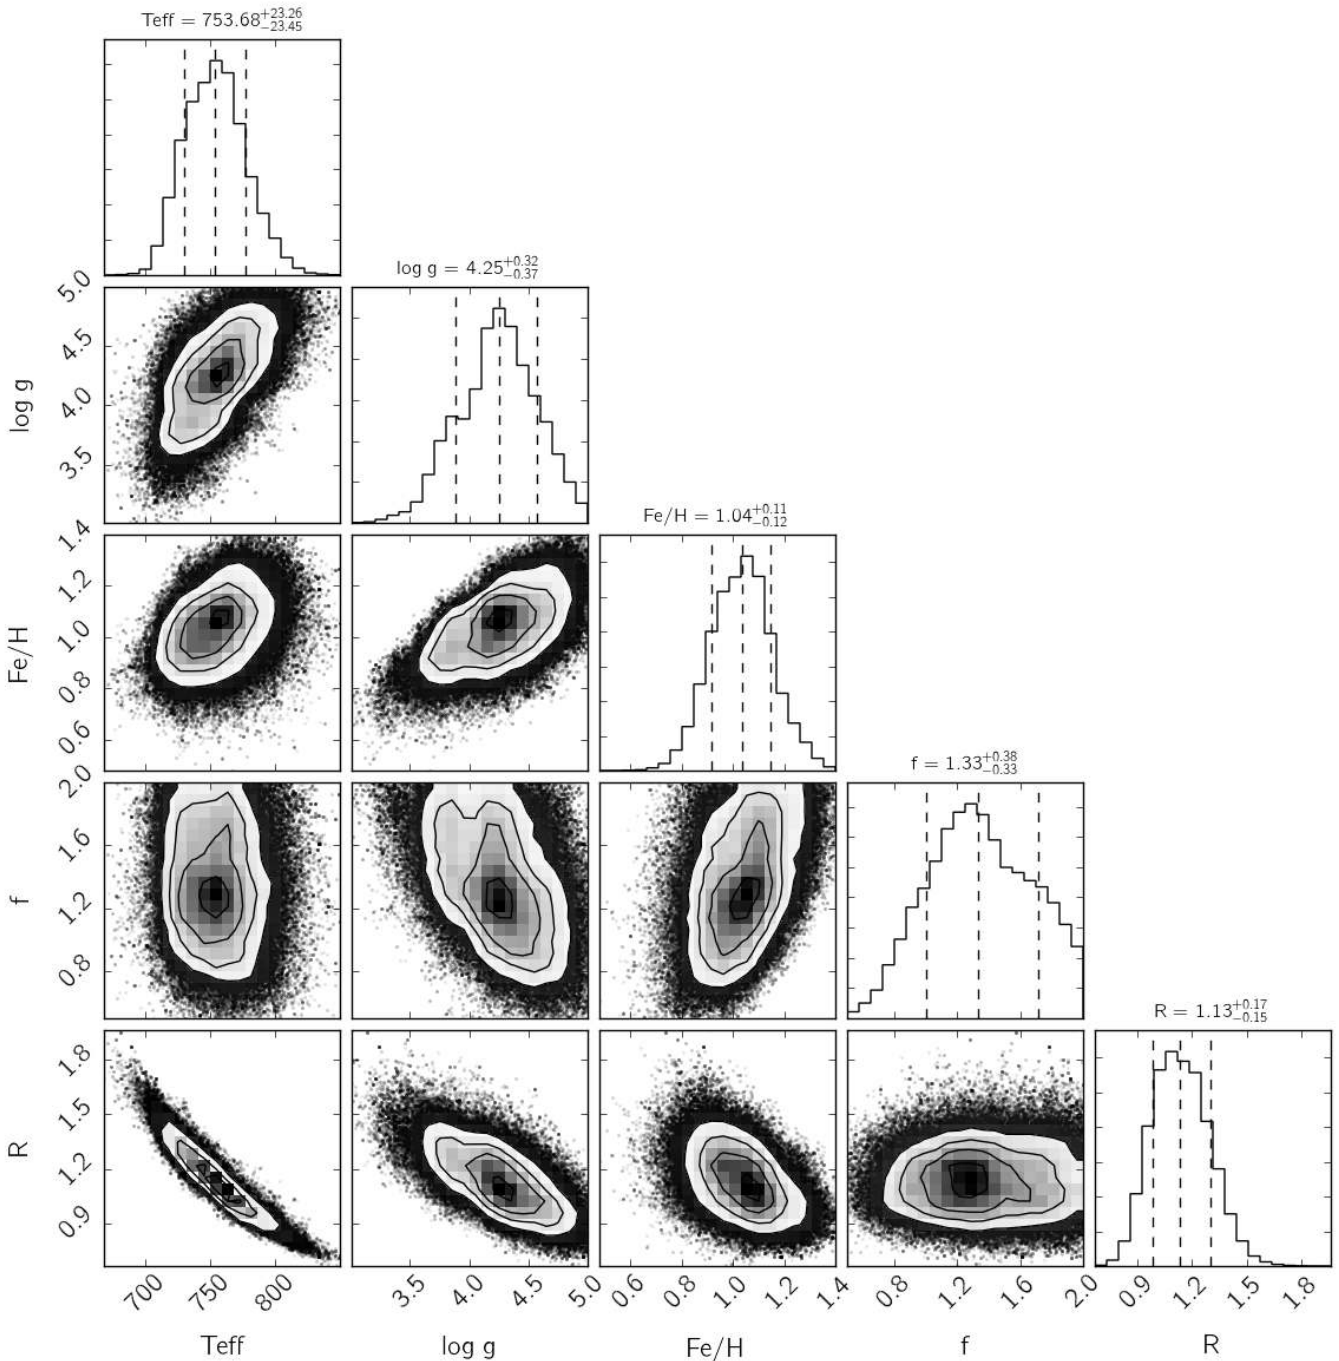 Teff = 753.68+23.26−23.45
log g = 4.25+0.32−0.37
5.0
4.5
4.0
3.5
log g
Fe/H = 1.04+0.11−0.12
1.4
1.2
1.0
0.8
0.6
Fe/H
f = 1.33+0.38−0.33
2.0
1.6
1.2
0.8
f
R = 1.13+0.17−0.15
1.8
1.5
1.2
0.9
R
700 750 800 3.5 4.0 4.5 5.0 0.6 0.8 1.0 1.2 1.4 0.8 1.2 1.6 2.0 0.9 1.2 1.5 1.8
Teff log g Fe/H f R